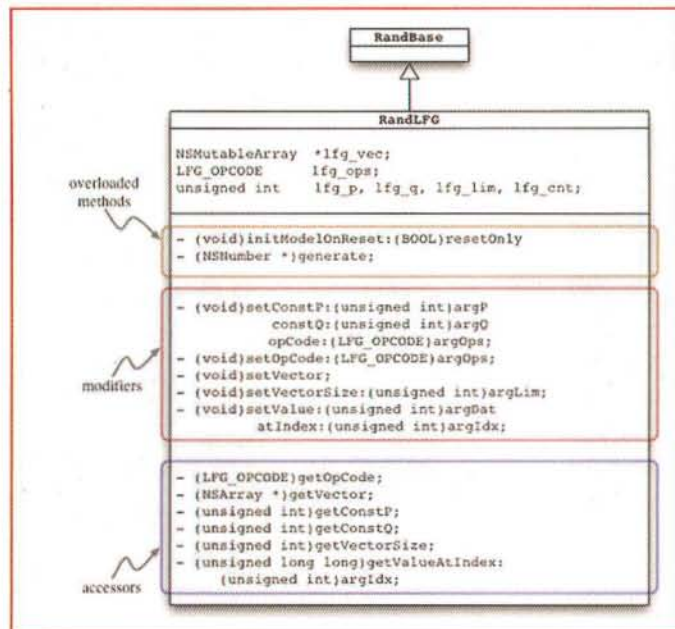 RandBase
RandLFG
NSMutableArray *lfg_vec;
LFG_OPCODE lfg_ops;
unsigned int lfg_p, lfg_q, lfg_lim, lfg_cnt;
overloaded
methods
- (void)initModelOnReset:(BOOL)resetOnly
- (NSNumber *)generate;
- (void)setConstP:(unsigned int)argP
constQ:(unsigned int)argQ
opCode:(LFG_OPCODE)argOps;
- (void)setOpCode:(LFG_OPCODE)argOps;
- (void)setVector;
- (void)setVectorSize:(unsigned int)argLim;
- (void)setValue:(unsigned int)argDat
atIndex:(unsigned int)argIdx;
modifiers
- (LFG_OPCODE)getOpCode;
- (NSArray *)getVector;
- (unsigned int)getConstP;
- (unsigned int)getConstQ;
- (unsigned int)getVectorSize;
- (unsigned long long)getValueAtIndex:
(unsigned int)argIdx;
accessors